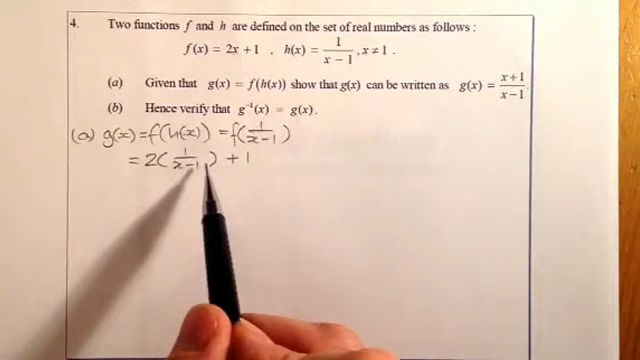 4. Two functions f and h are defined on the set of real numbers as follows :
f(x) = 2x + 1 , h(x) = 1/(x − 1) , x ≠ 1 .
(a) Given that g(x) = f(h(x)) show that g(x) can be written as g(x) = (x+1)/(x−1)
(b) Hence verify that g⁻¹(x) = g(x) .
(a) g(x) = f(h(x)) = f(1/(x−1))
= 2(1/(x−1)) + 1